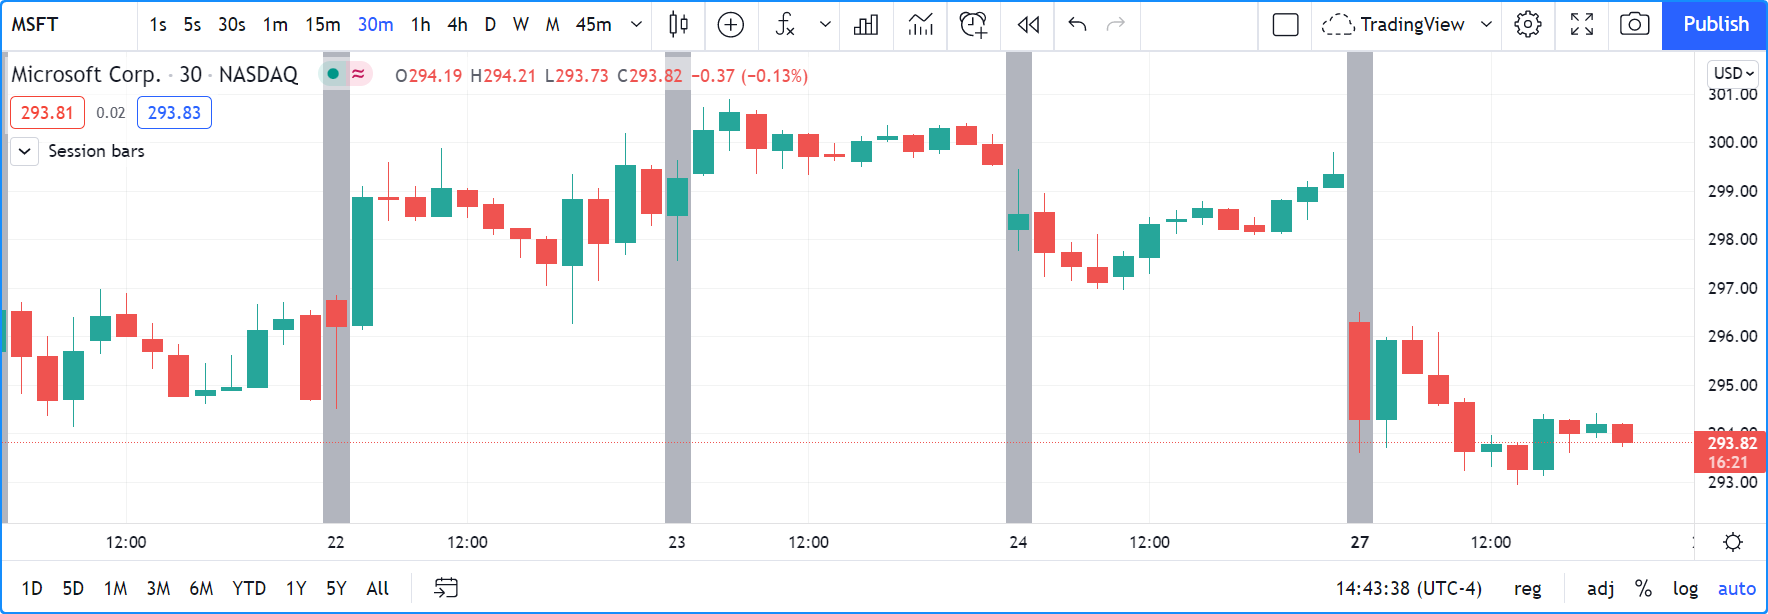 MSFT 1s 5s 30s 1m 15m 30m 1h 4h D W M 45m TradingView Publish
Microsoft Corp. · 30 · NASDAQ O294.19 H294.21 L293.73 C293.82 −0.37 (−0.13%) USD
293.81 0.02 293.83
Session bars
301.00
300.00
299.00
298.00
297.00
296.00
295.00
294.00
293.82
16:21
293.00
12:00 22 12:00 23 12:00 24 12:00 27 12:00
1D 5D 1M 3M 6M YTD 1Y 5Y All 14:43:38 (UTC-4) reg adj % log auto